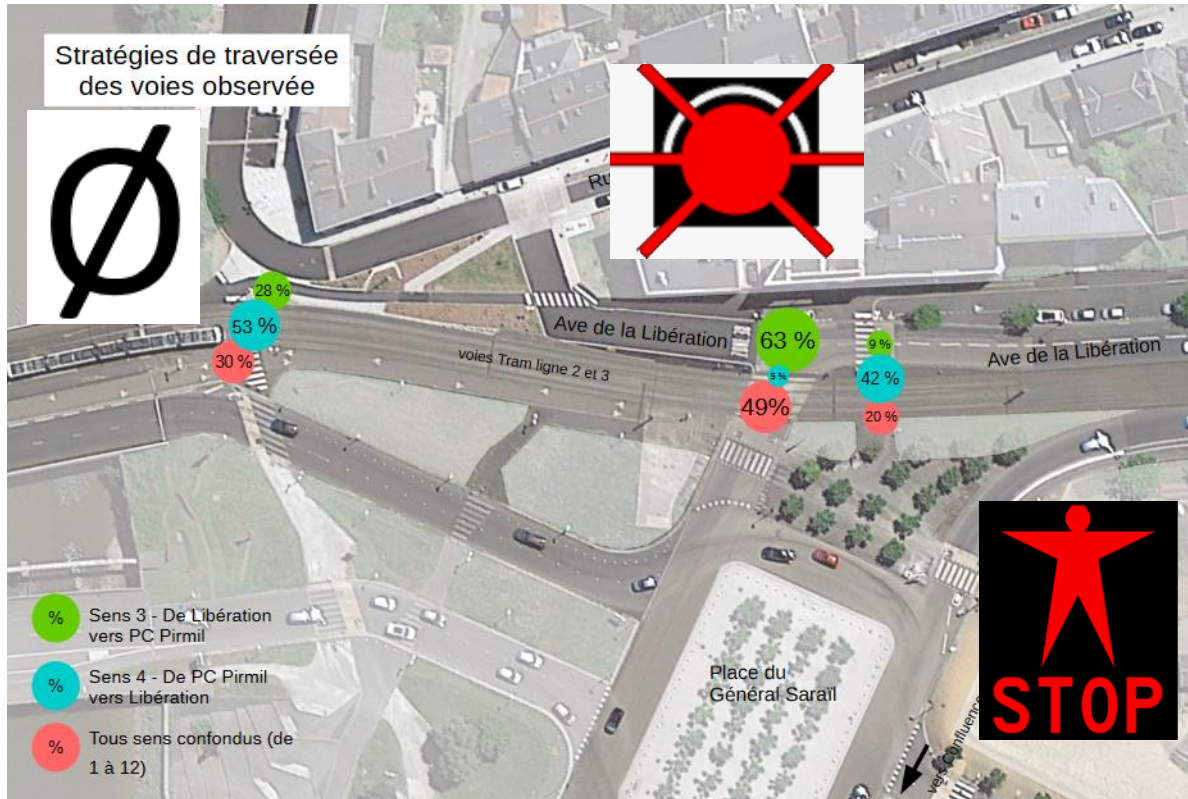 Stratégies de traversée
des voies observée
Ø
Ru
28 %
53 %
30 %
Ave de la Libération
voies Tram ligne 2 et 3
63 %
5 %
49%
9 %
42 %
20 %
Ave de la Libération
% Sens 3 - De Libération
vers PC Pirmil
% Sens 4 - De PC Pirmil
vers Libération
% Tous sens confondus (de
1 à 12)
Place du
Général Saraïl
vers Confluence
STOP